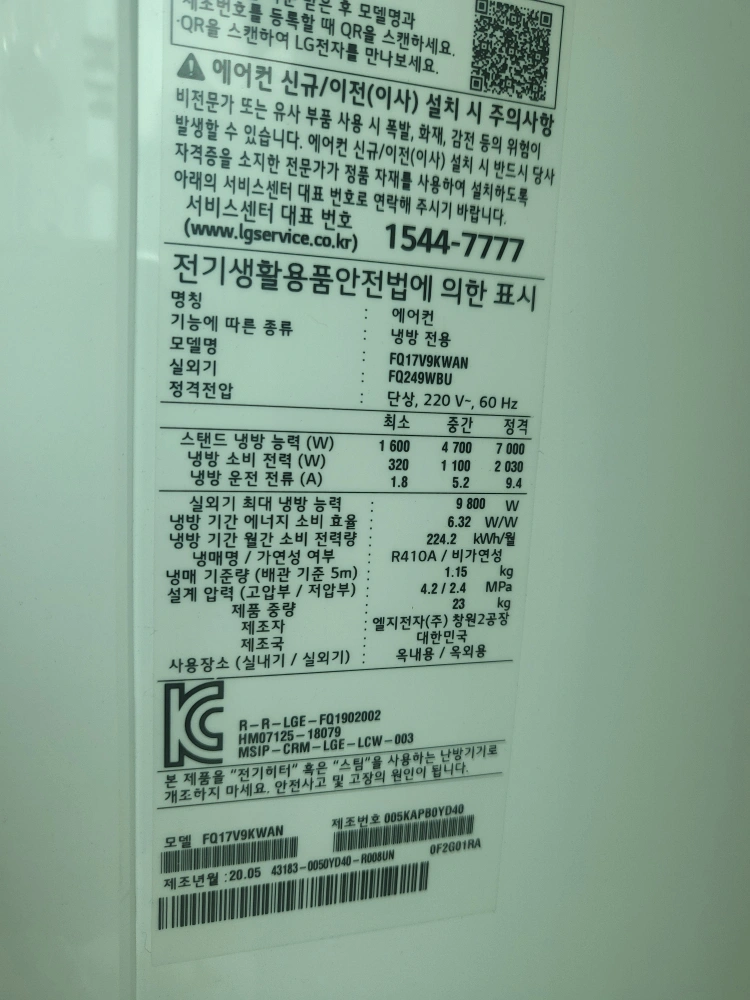 후 모델명과
제조번호를 등록할 때 QR을 스캔하세요.
·QR을 스캔하여 LG전자를 만나보세요.
에어컨 신규/이전(이사) 설치 시 주의사항
비전문가 또는 유사 부품 사용 시 폭발, 화재, 감전 등의 위험이
발생할 수 있습니다. 에어컨 신규/이전(이사) 설치 시 반드시 당사
자격증을 소지한 전문가가 정품 자재를 사용하여 설치하도록
아래의 서비스센터 대표 번호로 연락해 주시기 바랍니다.
서비스센터 대표 번호
(www.lgservice.co.kr) 1544-7777
전기생활용품안전법에 의한 표시
명칭 : 에어컨
기능에 따른 종류 : 냉방 전용
모델명 : FQ17V9KWAN
실외기 : FQ249WBU
정격전압 : 단상, 220 V~, 60 Hz
최소 중간 정격
스탠드 냉방 능력 (W) 1 600 4 700 7 000
냉방 소비 전력 (W) 320 1 100 2 030
냉방 운전 전류 (A) 1.8 5.2 9.4
실외기 최대 냉방 능력 : 9 800 W
냉방 기간 에너지 소비 효율 : 6.32 W/W
냉방 기간 월간 소비 전력량 : 224.2 kWh/월
냉매명 / 가연성 여부 : R410A / 비가연성
냉매 기준량 (배관 기준 5m) : 1.15 kg
설계 압력 (고압부 / 저압부) : 4.2 / 2.4 MPa
제품 중량 : 23 kg
제조자 : 엘지전자(주) 창원2공장
제조국 : 대한민국
사용장소 (실내기 / 실외기) : 옥내용 / 옥외용
R-R-LGE-FQ1902002
HM07125-18079
MSIP-CRM-LGE-LCW-003
본 제품을 "전기히터" 혹은 "스팀"을 사용하는 난방기기로
개조하지 마세요. 안전사고 및 고장의 원인이 됩니다.
모델 FQ17V9KWAN 제조번호 005KAPB0YD40
제조년월 : 20.05 43183-0050YD40-R008UN 0F2G01RA